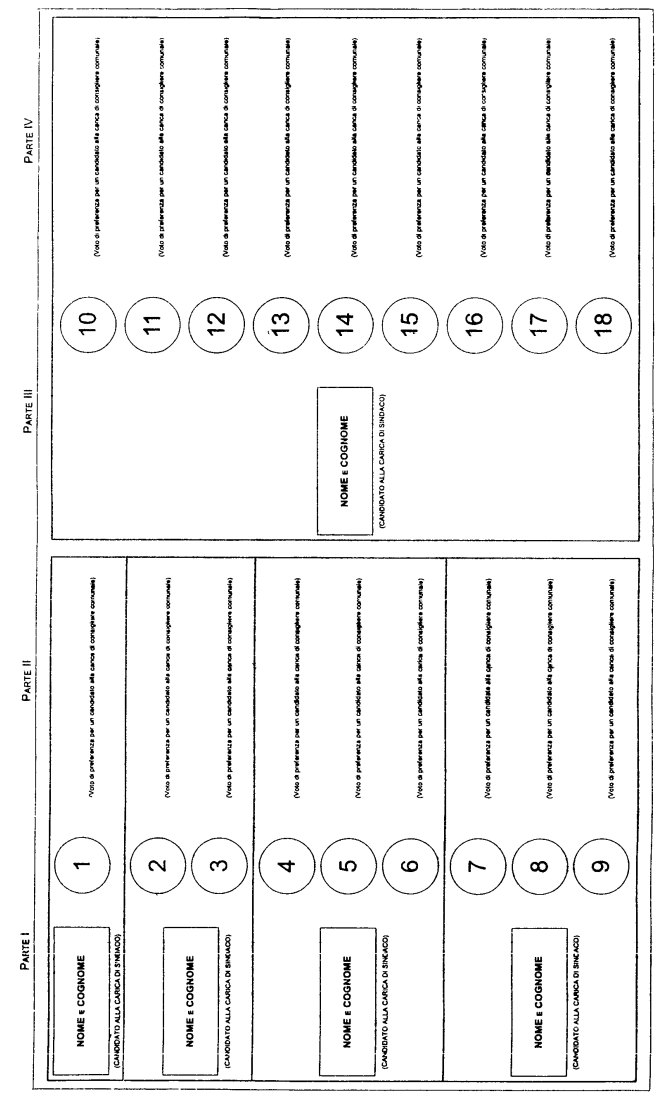 PARTE I
PARTE II
PARTE III
PARTE IV
NOME E COGNOME
(CANDIDATO ALLA CARICA DI SINDACO)
1
(Voto di preferenza per un candidato alla carica di consigliere comunale)
NOME E COGNOME
(CANDIDATO ALLA CARICA DI SINDACO)
2
(Voto di preferenza per un candidato alla carica di consigliere comunale)
3
(Voto di preferenza per un candidato alla carica di consigliere comunale)
NOME E COGNOME
(CANDIDATO ALLA CARICA DI SINDACO)
4
(Voto di preferenza per un candidato alla carica di consigliere comunale)
5
(Voto di preferenza per un candidato alla carica di consigliere comunale)
6
(Voto di preferenza per un candidato alla carica di consigliere comunale)
NOME E COGNOME
(CANDIDATO ALLA CARICA DI SINDACO)
7
(Voto di preferenza per un candidato alla carica di consigliere comunale)
8
(Voto di preferenza per un candidato alla carica di consigliere comunale)
9
(Voto di preferenza per un candidato alla carica di consigliere comunale)
NOME E COGNOME
(CANDIDATO ALLA CARICA DI SINDACO)
10
(Voto di preferenza per un candidato alla carica di consigliere comunale)
11
(Voto di preferenza per un candidato alla carica di consigliere comunale)
12
(Voto di preferenza per un candidato alla carica di consigliere comunale)
13
(Voto di preferenza per un candidato alla carica di consigliere comunale)
14
(Voto di preferenza per un candidato alla carica di consigliere comunale)
15
(Voto di preferenza per un candidato alla carica di consigliere comunale)
16
(Voto di preferenza per un candidato alla carica di consigliere comunale)
17
(Voto di preferenza per un candidato alla carica di consigliere comunale)
18
(Voto di preferenza per un candidato alla carica di consigliere comunale)